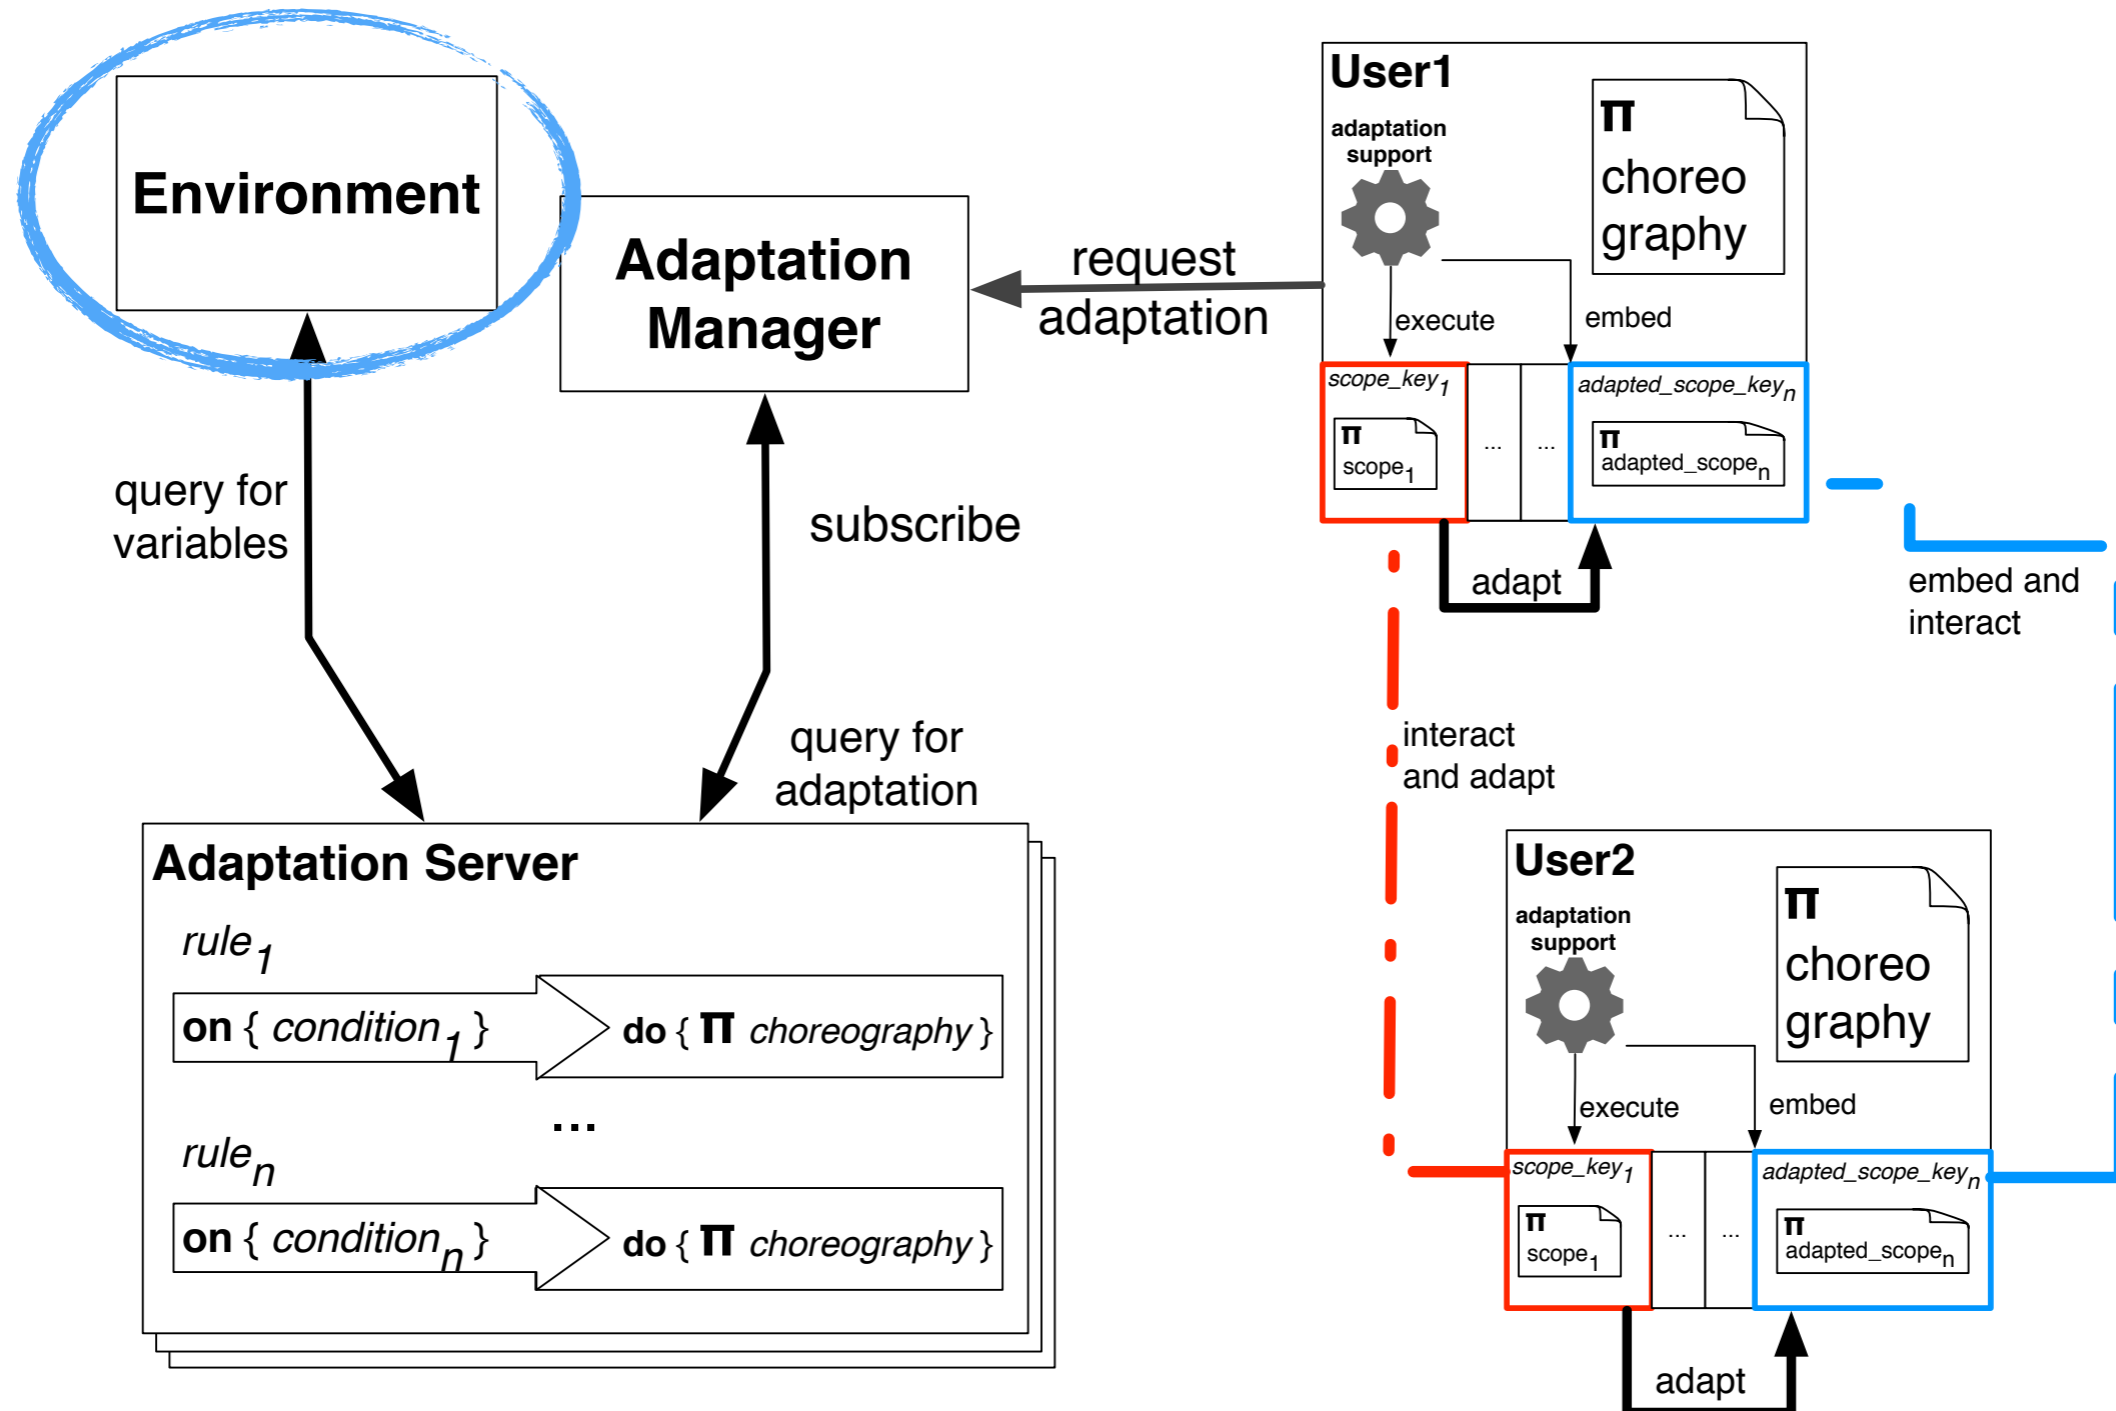 Environment
Adaptation
Manager
request
adaptation
query for
variables
subscribe
query for
adaptation
Adaptation Server
rule1
on { condition1 }
do { π choreography }
...
rulen
on { conditionn }
do { π choreography }
User1
adaptation
support
π
choreo
graphy
execute
embed
scope_key1
π
scope1
...
...
adapted_scope_keyn
π
adapted_scopen
adapt
embed and
interact
interact
and adapt
User2
adaptation
support
π
choreo
graphy
execute
embed
scope_key1
π
scope1
...
...
adapted_scope_keyn
π
adapted_scopen
adapt